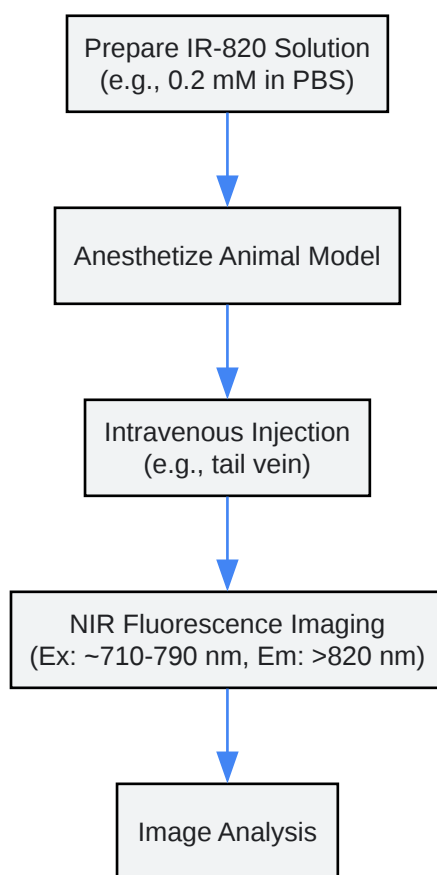 Prepare IR-820 Solution
(e.g., 0.2 mM in PBS)
Anesthetize Animal Model
Intravenous Injection
(e.g., tail vein)
NIR Fluorescence Imaging
(Ex: ~710-790 nm, Em: >820 nm)
Image Analysis